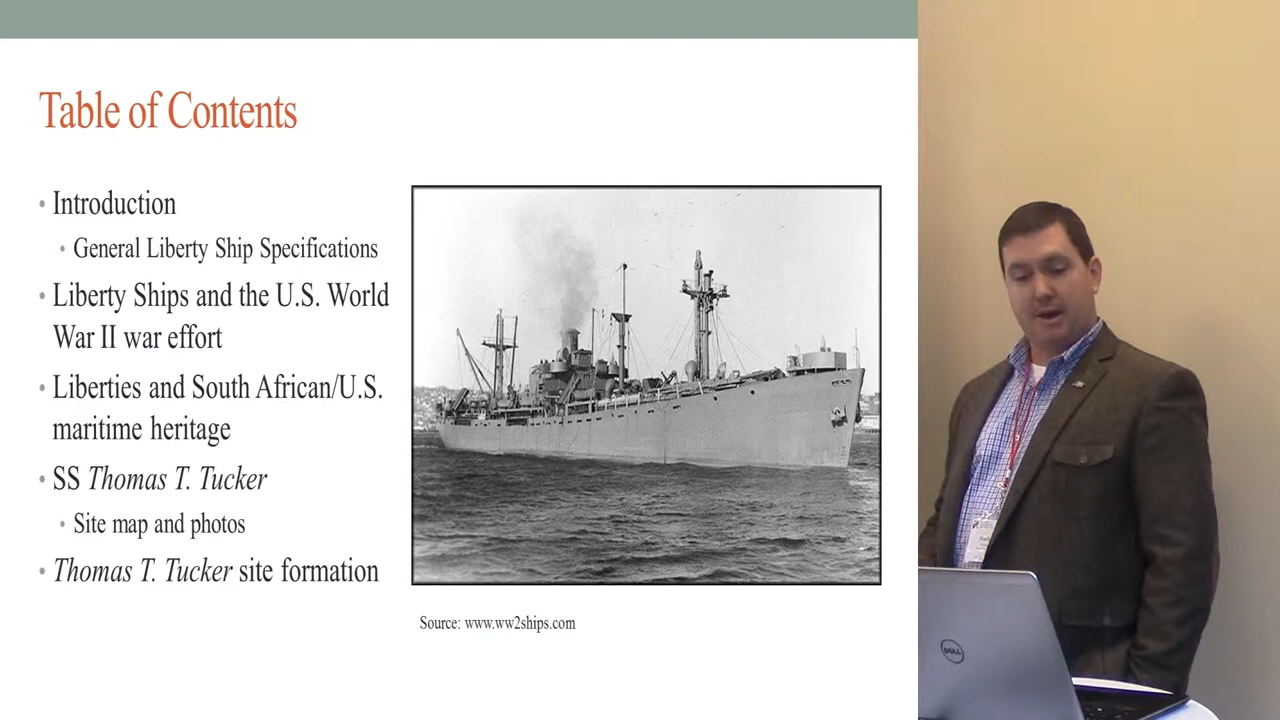 Table of Contents
• Introduction
• General Liberty Ship Specifications
• Liberty Ships and the U.S. World
War II war effort
• Liberties and South African/U.S.
maritime heritage
• SS Thomas T. Tucker
• Site map and photos
• Thomas T. Tucker site formation
Source: www.ww2ships.com
DELL